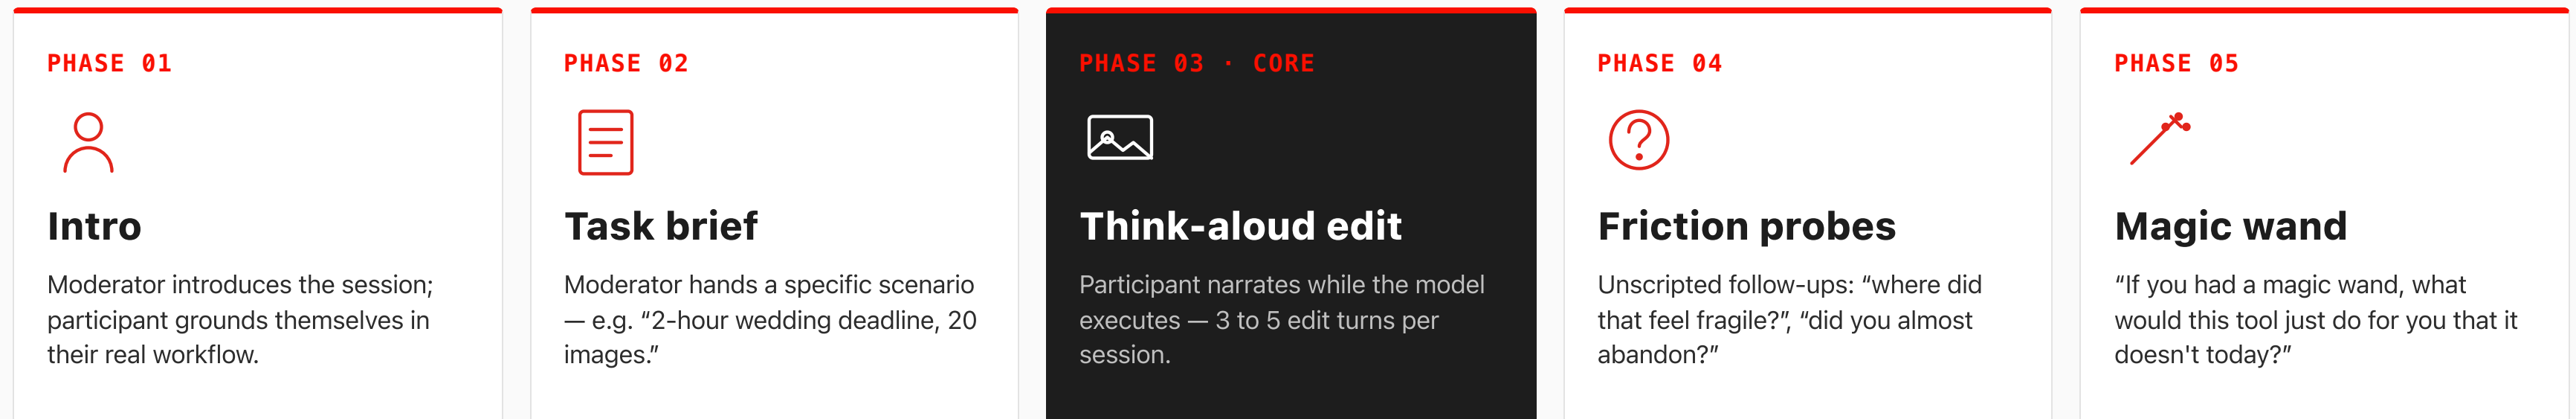 PHASE 01
Intro
Moderator introduces the session;
participant grounds themselves in
their real workflow.
PHASE 02
Task brief
Moderator hands a specific scenario
— e.g. “2-hour wedding deadline, 20
images.”
PHASE 03 · CORE
Think-aloud edit
Participant narrates while the model
executes — 3 to 5 edit turns per
session.
PHASE 04
Friction probes
Unscripted follow-ups: “where did
that feel fragile?”, “did you almost
abandon?”
PHASE 05
Magic wand
“If you had a magic wand, what
would this tool just do for you that it
doesn't today?”